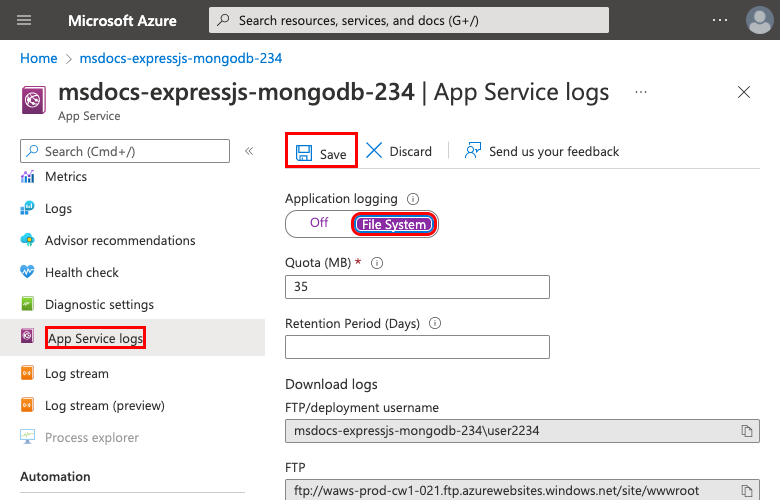 Microsoft Azure
Search resources, services, and docs (G+/)
Home > msdocs-expressjs-mongodb-234
msdocs-expressjs-mongodb-234 | App Service logs
App Service
Search (Cmd+/)
Metrics
Logs
Advisor recommendations
Health check
Diagnostic settings
App Service logs
Log stream
Log stream (preview)
Process explorer
Automation
Save
Discard
Send us your feedback
Application logging
Off
File System
Quota (MB) *
35
Retention Period (Days)
Download logs
FTP/deployment username
msdocs-expressjs-mongodb-234\user2234
FTP
ftp://waws-prod-cw1-021.ftp.azurewebsites.windows.net/site/wwwroot